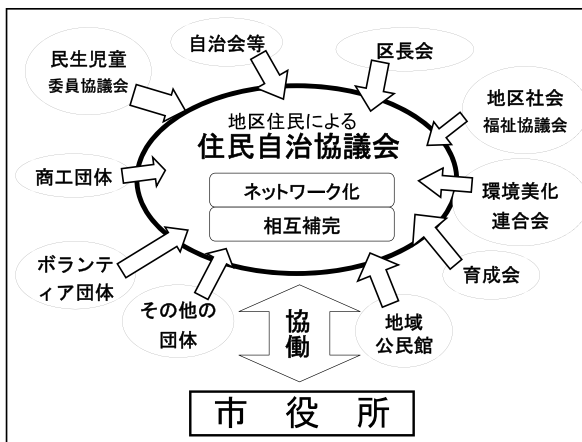 自治会等
区長会
民生児童
委員協議会
地区社会
福祉協議会
地区住民による
住民自治協議会
商工団体
ネットワーク化
環境美化
連合会
相互補完
ボランテ
ィア団体
育成会
その他の
団体
協
働
地域
公民館
市役所